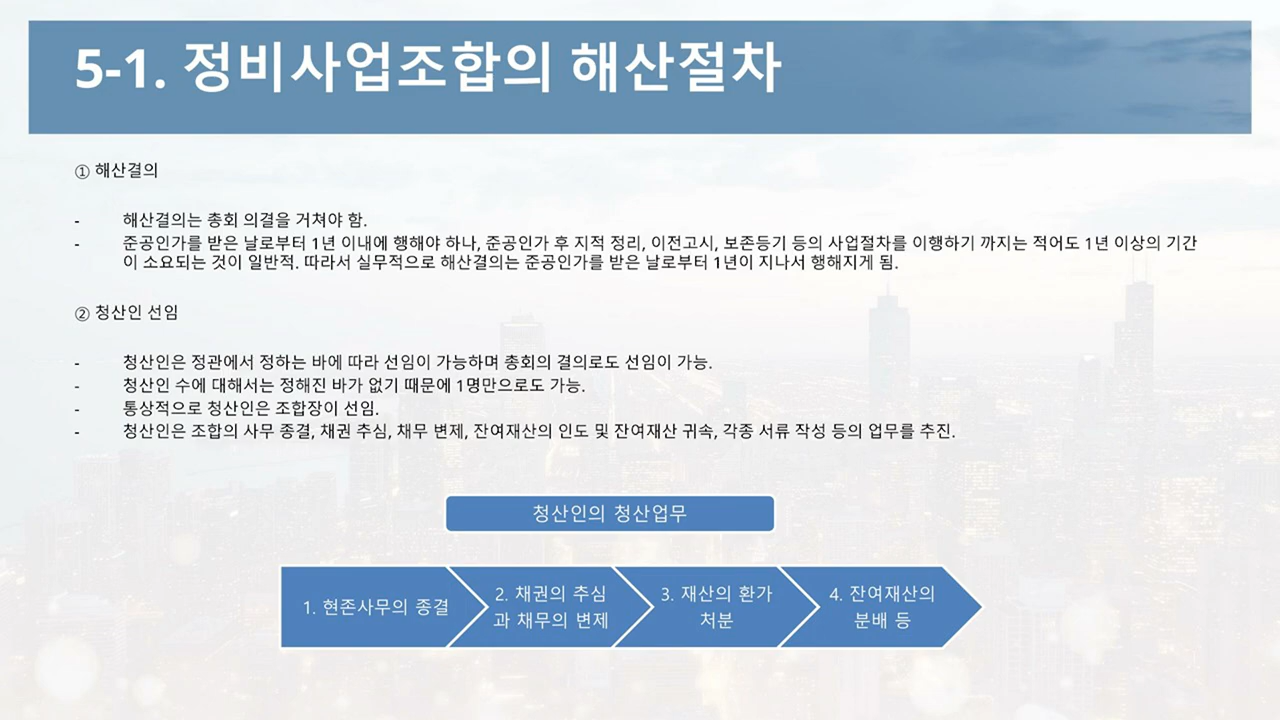 5-1. 정비사업조합의 해산절차
① 해산결의
- 해산결의는 총회 의결을 거쳐야 함.
- 준공인가를 받은 날로부터 1년 이내에 행해야 하나, 준공인가 후 지적 정리, 이전고시, 보존등기 등의 사업절차를 이행하기 까지는 적어도 1년 이상의 기간
이 소요되는 것이 일반적. 따라서 실무적으로 해산결의는 준공인가를 받은 날로부터 1년이 지나서 행해지게 됨.
② 청산인 선임
- 청산인은 정관에서 정하는 바에 따라 선임이 가능하며 총회의 결의로도 선임이 가능.
- 청산인 수에 대해서는 정해진 바가 없기 때문에 1명만으로도 가능.
- 통상적으로 청산인은 조합장이 선임.
- 청산인은 조합의 사무 종결, 채권 추심, 채무 변제, 잔여재산의 인도 및 잔여재산 귀속, 각종 서류 작성 등의 업무를 추진.
청산인의 청산업무
1. 현존사무의 종결
2. 채권의 추심
과 채무의 변제
3. 재산의 환가
처분
4. 잔여재산의
분배 등